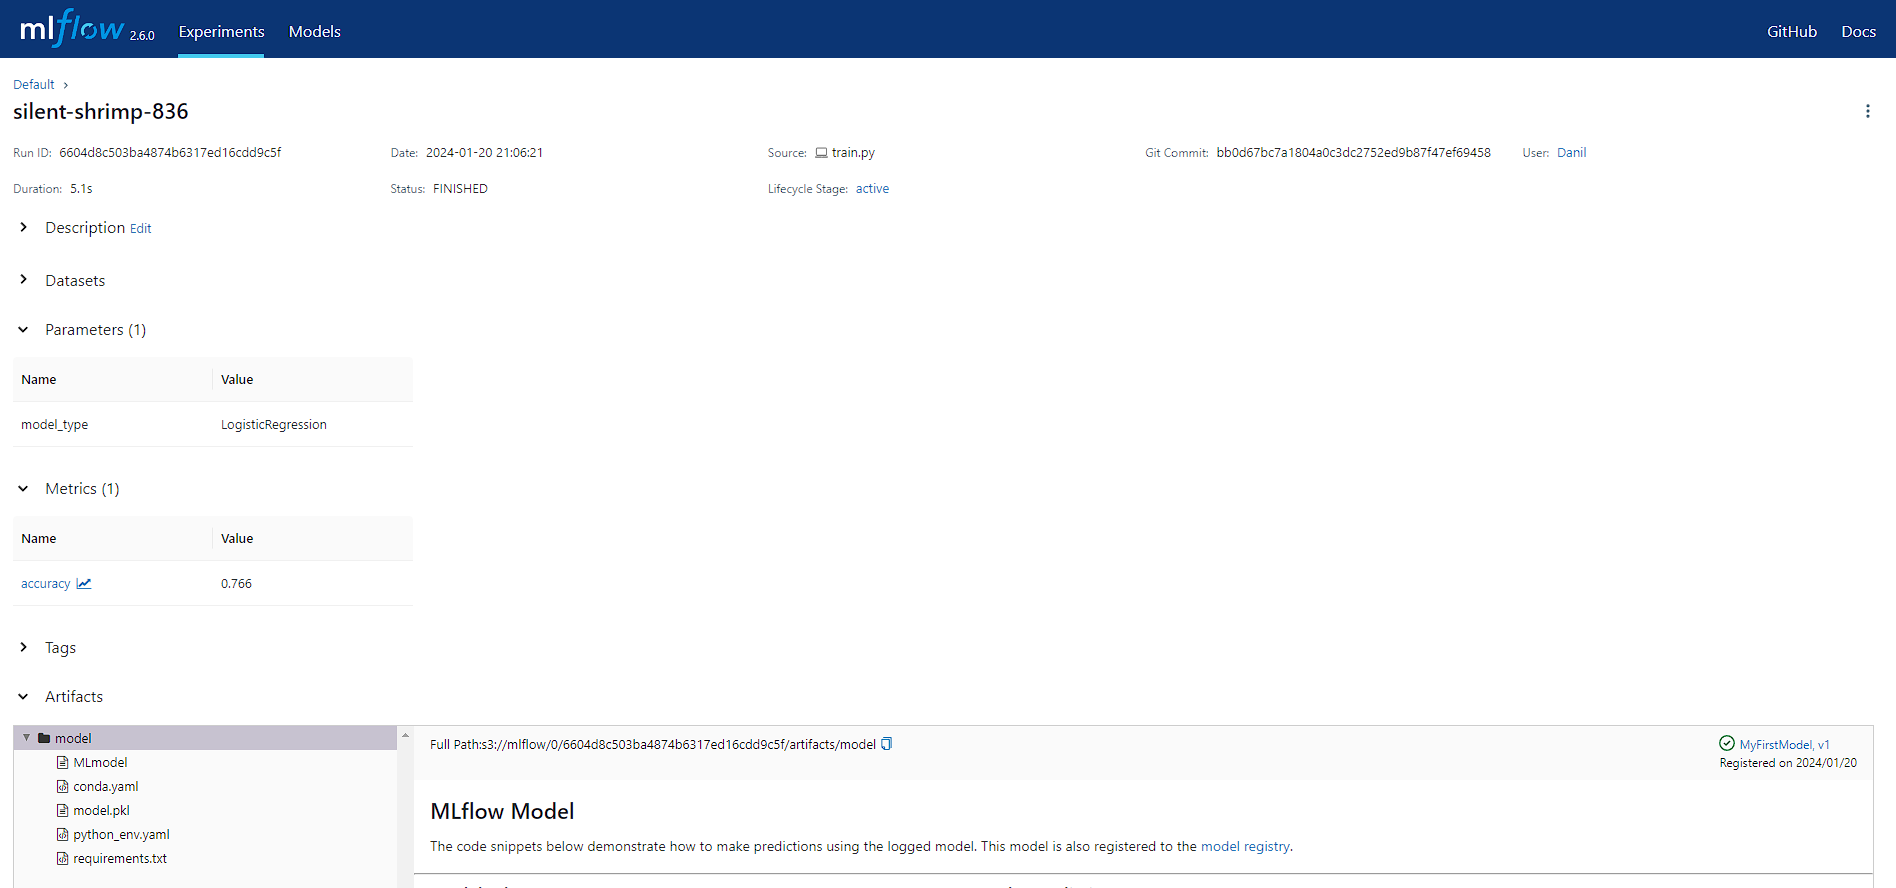 mlflow 2.6.0 Experiments Models GitHub Docs
Default
silent-shrimp-836
Run ID: 6604d8c503ba4874b6317ed16cdd9c5f Date: 2024-01-20 21:06:21 Source: train.py Git Commit: bb0d67bc7a1804a0c3dc2752ed9b87f47ef69458 User: Danil
Duration: 5.1s Status: FINISHED Lifecycle Stage: active
Description Edit
Datasets
Parameters (1)
Name Value
model_type LogisticRegression
Metrics (1)
Name Value
accuracy 0.766
Tags
Artifacts
model
MLmodel
conda.yaml
model.pkl
python_env.yaml
requirements.txt
Full Path:s3://mlflow/0/6604d8c503ba4874b6317ed16cdd9c5f/artifacts/model
MyFirstModel, v1
Registered on 2024/01/20
MLflow Model
The code snippets below demonstrate how to make predictions using the logged model. This model is also registered to the model registry.